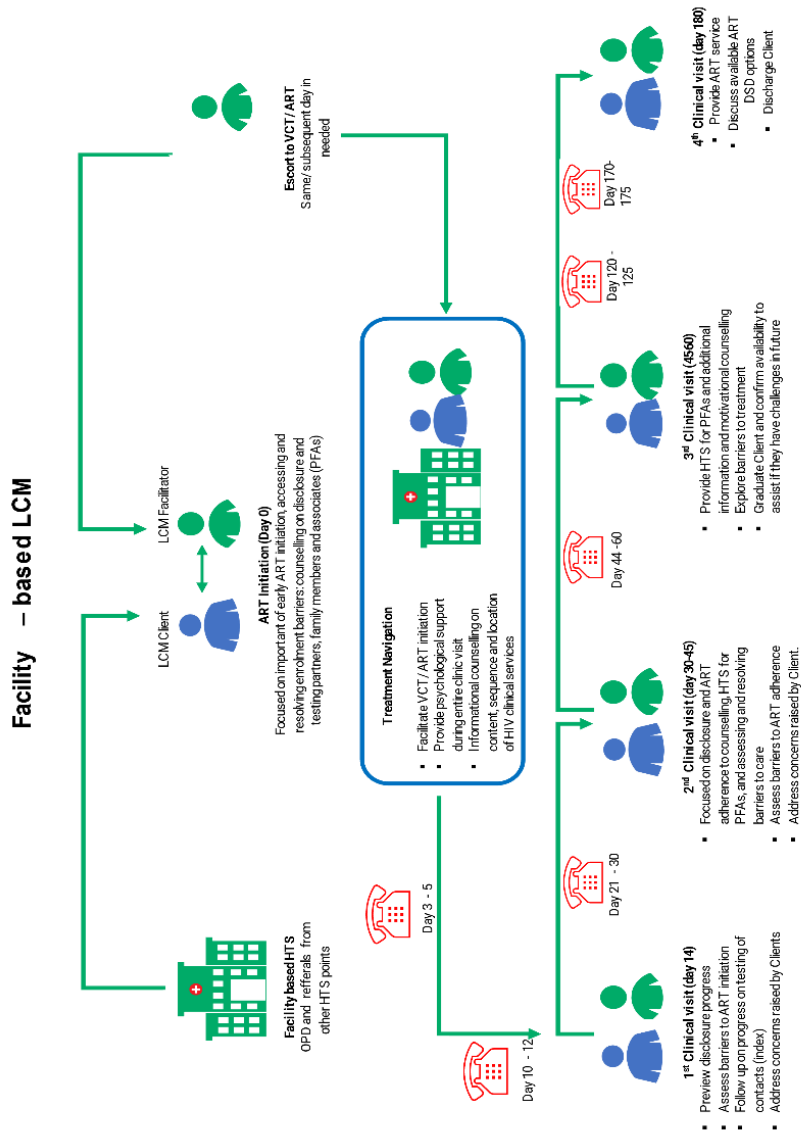 Facility – based LCM
LCM Client
LCM Facilitator
Facility based HTS
OPD and refferals from
other HTS points
ART Initiation (Day 0)
Focused on important of early ART initiation, accessing and
resolving enrolment barriers: counselling on disclosure and
testing partners, family members and associates (PFAs)
Escort to VCT / ART
Same/ subsequent day in
needed
Treatment Navigation
▪ Facilitate VCT / ART initiation
▪ Provide psychological support
during entire clinic visit
▪ Informational counselling on
content, sequence and location
of HIV clinical services
Day 3 - 5
Day 10 - 12
Day 21 - 30
Day 44 -60
Day 120 -
125
Day 170-
175
1st Clinical visit (day 14)
▪ Preview disclosure progress
▪ Assess barriers to ART initiation
▪ Follow up on progress on testing of
contacts (index)
▪ Address concerns raised by Clients
2nd Clinical visit (day 30-45)
▪ Focused on disclosure and ART
adherence to counselling, HTS for
PFAs, and assessing and resolving
barriers to care
▪ Assess barriers to ART adherence
▪ Address concerns raised by Client.
3rd Clinical visit (4560)
▪ Provide HTS for PFAs and additional
information and motivational counselling
▪ Explore barriers to treatment
▪ Graduate Client and confirm availability to
assist if they have challenges in future
4th Clinical visit (day 180)
▪ Provide ART service
▪ Discuss available ART
DSD options
▪ Discharge Client